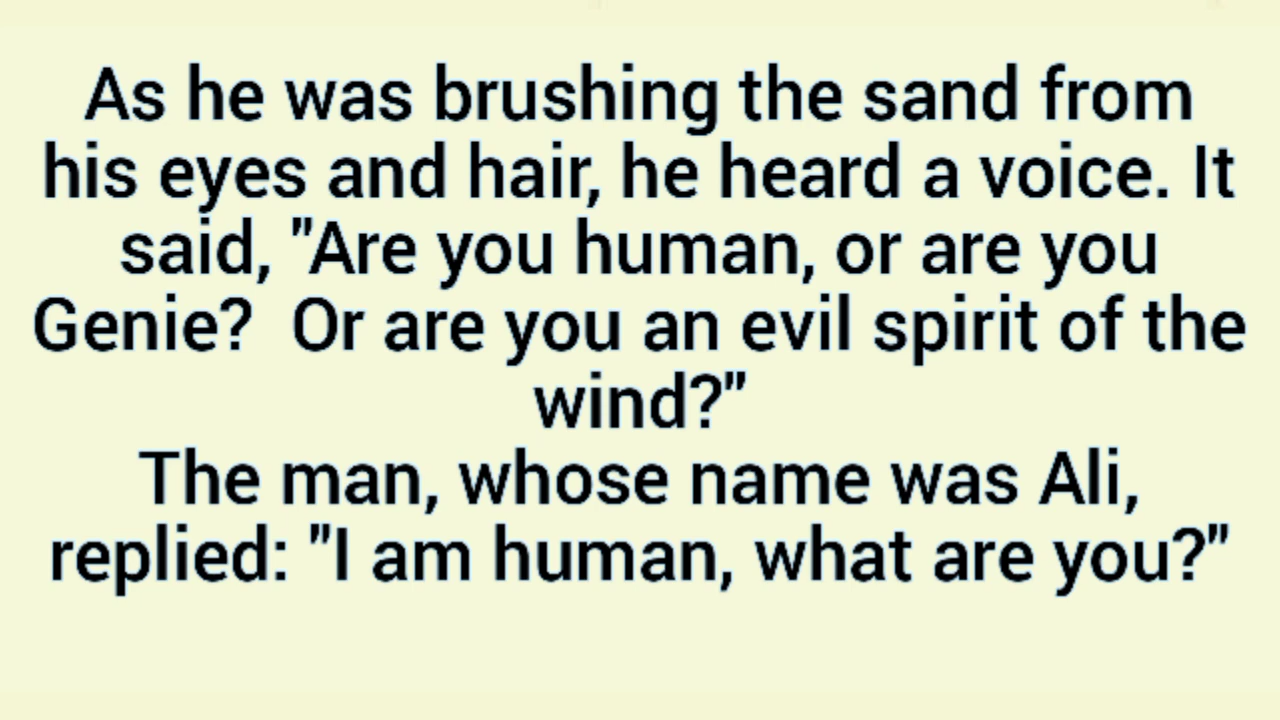 As he was brushing the sand from
his eyes and hair, he heard a voice. It
said, "Are you human, or are you
Genie?  Or are you an evil spirit of the
wind?"
The man, whose name was Ali,
replied: "I am human, what are you?"